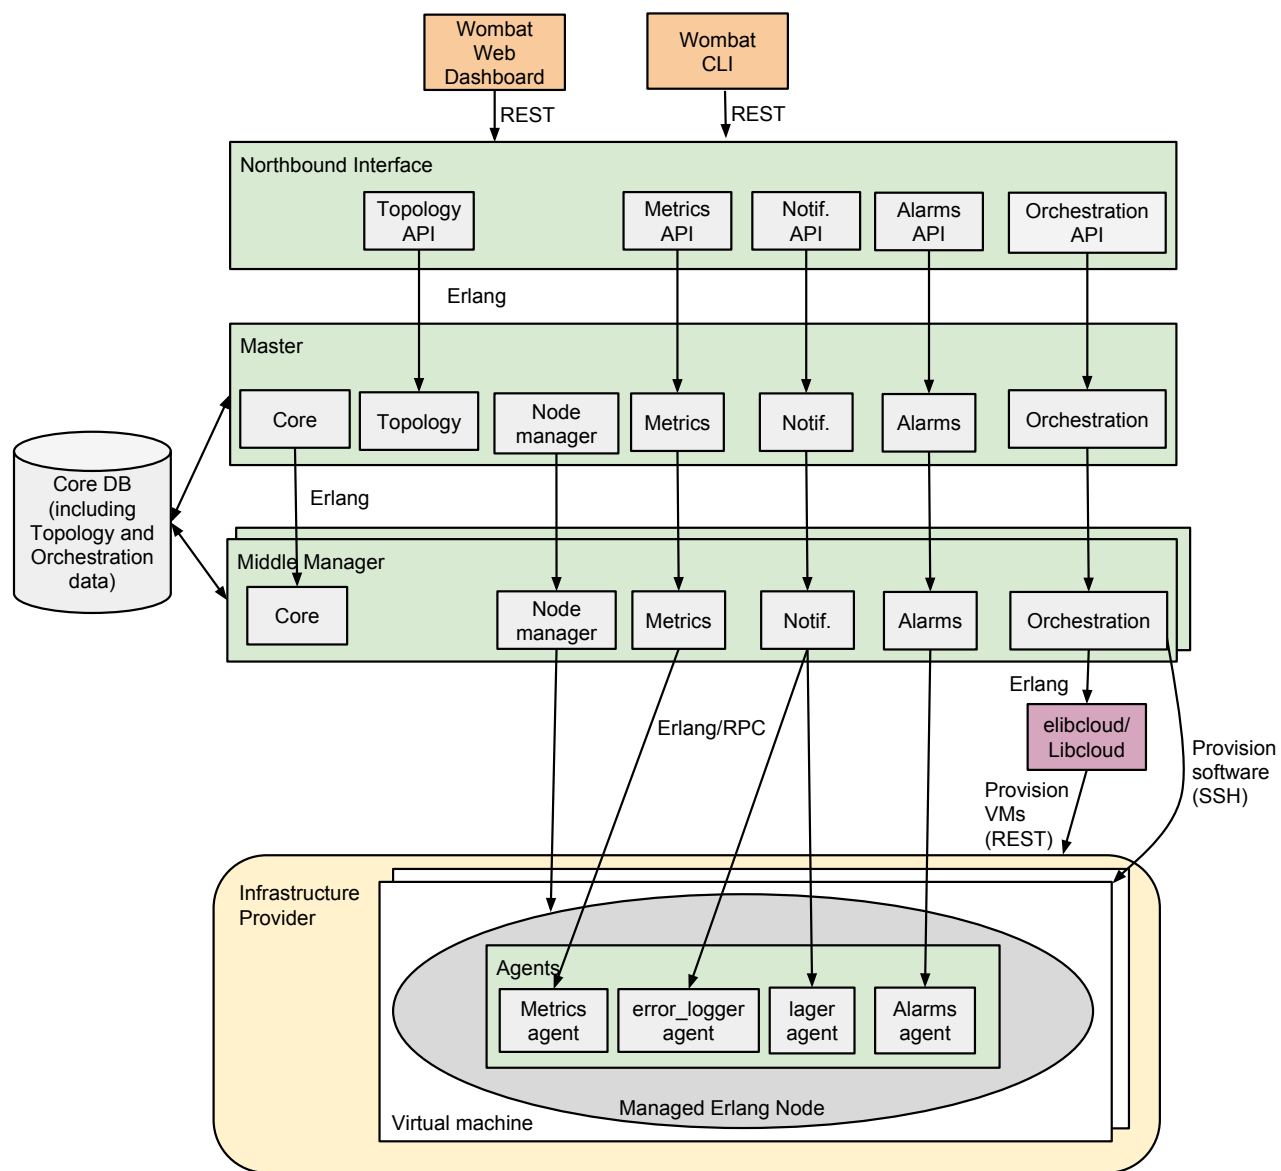 Wombat
Web
Dashboard
Wombat
CLI
REST
REST
Northbound Interface
Topology
API
Metrics
API
Notif.
API
Alarms
API
Orchestration
API
Erlang
Master
Core
Topology
Node
manager
Metrics
Notif.
Alarms
Orchestration
Core DB
(including
Topology and
Orchestration
data)
Erlang
Middle Manager
Core
Node
manager
Metrics
Notif.
Alarms
Orchestration
Erlang
Erlang/RPC
elibcloud/
Libcloud
Provision
software
(SSH)
Provision
VMs
(REST)
Infrastructure
Provider
Agents
Metrics
agent
error_logger
agent
lager
agent
Alarms
agent
Managed Erlang Node
Virtual machine